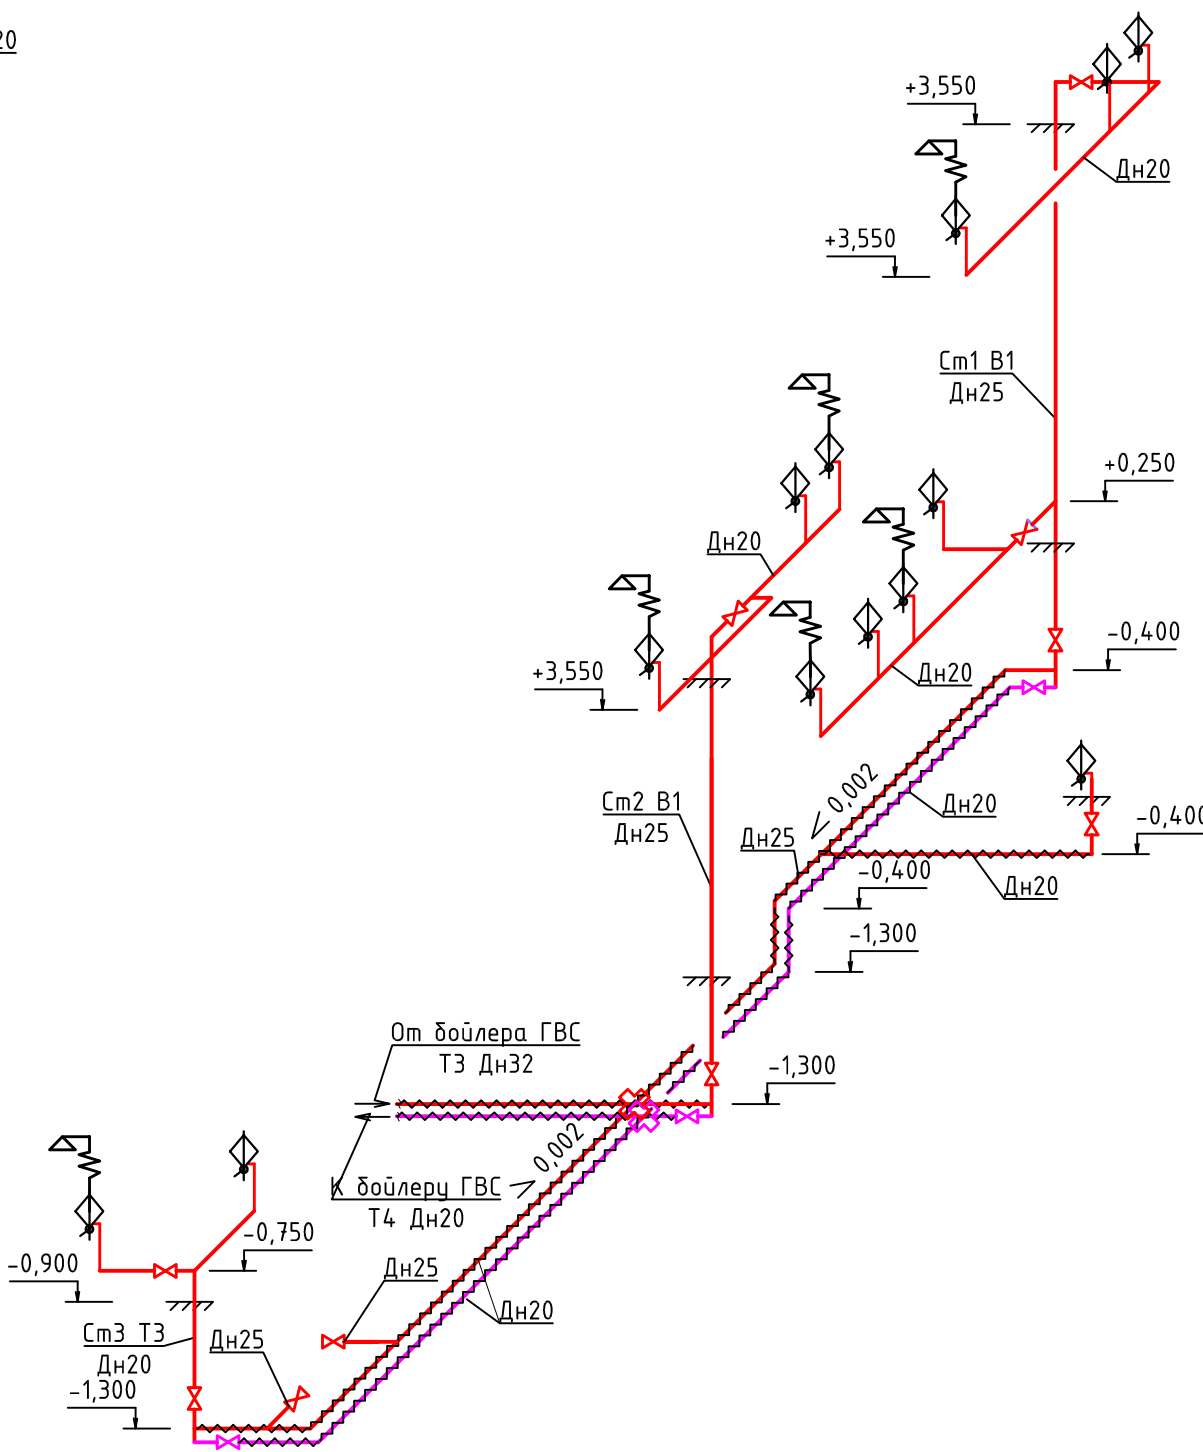 20
+3,550
Дн20
+3,550
Ст1 В1
Дн25
+0,250
Дн20
-0,400
+3,550
Дн20
0,002
Ст2 В1
Дн25
Дн20
Дн25
-0,400
-0,400
Дн20
-1,300
От бойлера ГВС
Т3 Дн32
-1,300
0,002
К бойлеру ГВС
Т4 Дн20
-0,750
-0,900
Дн25
Дн20
Ст3 Т3
Дн20
Дн25
-1,300